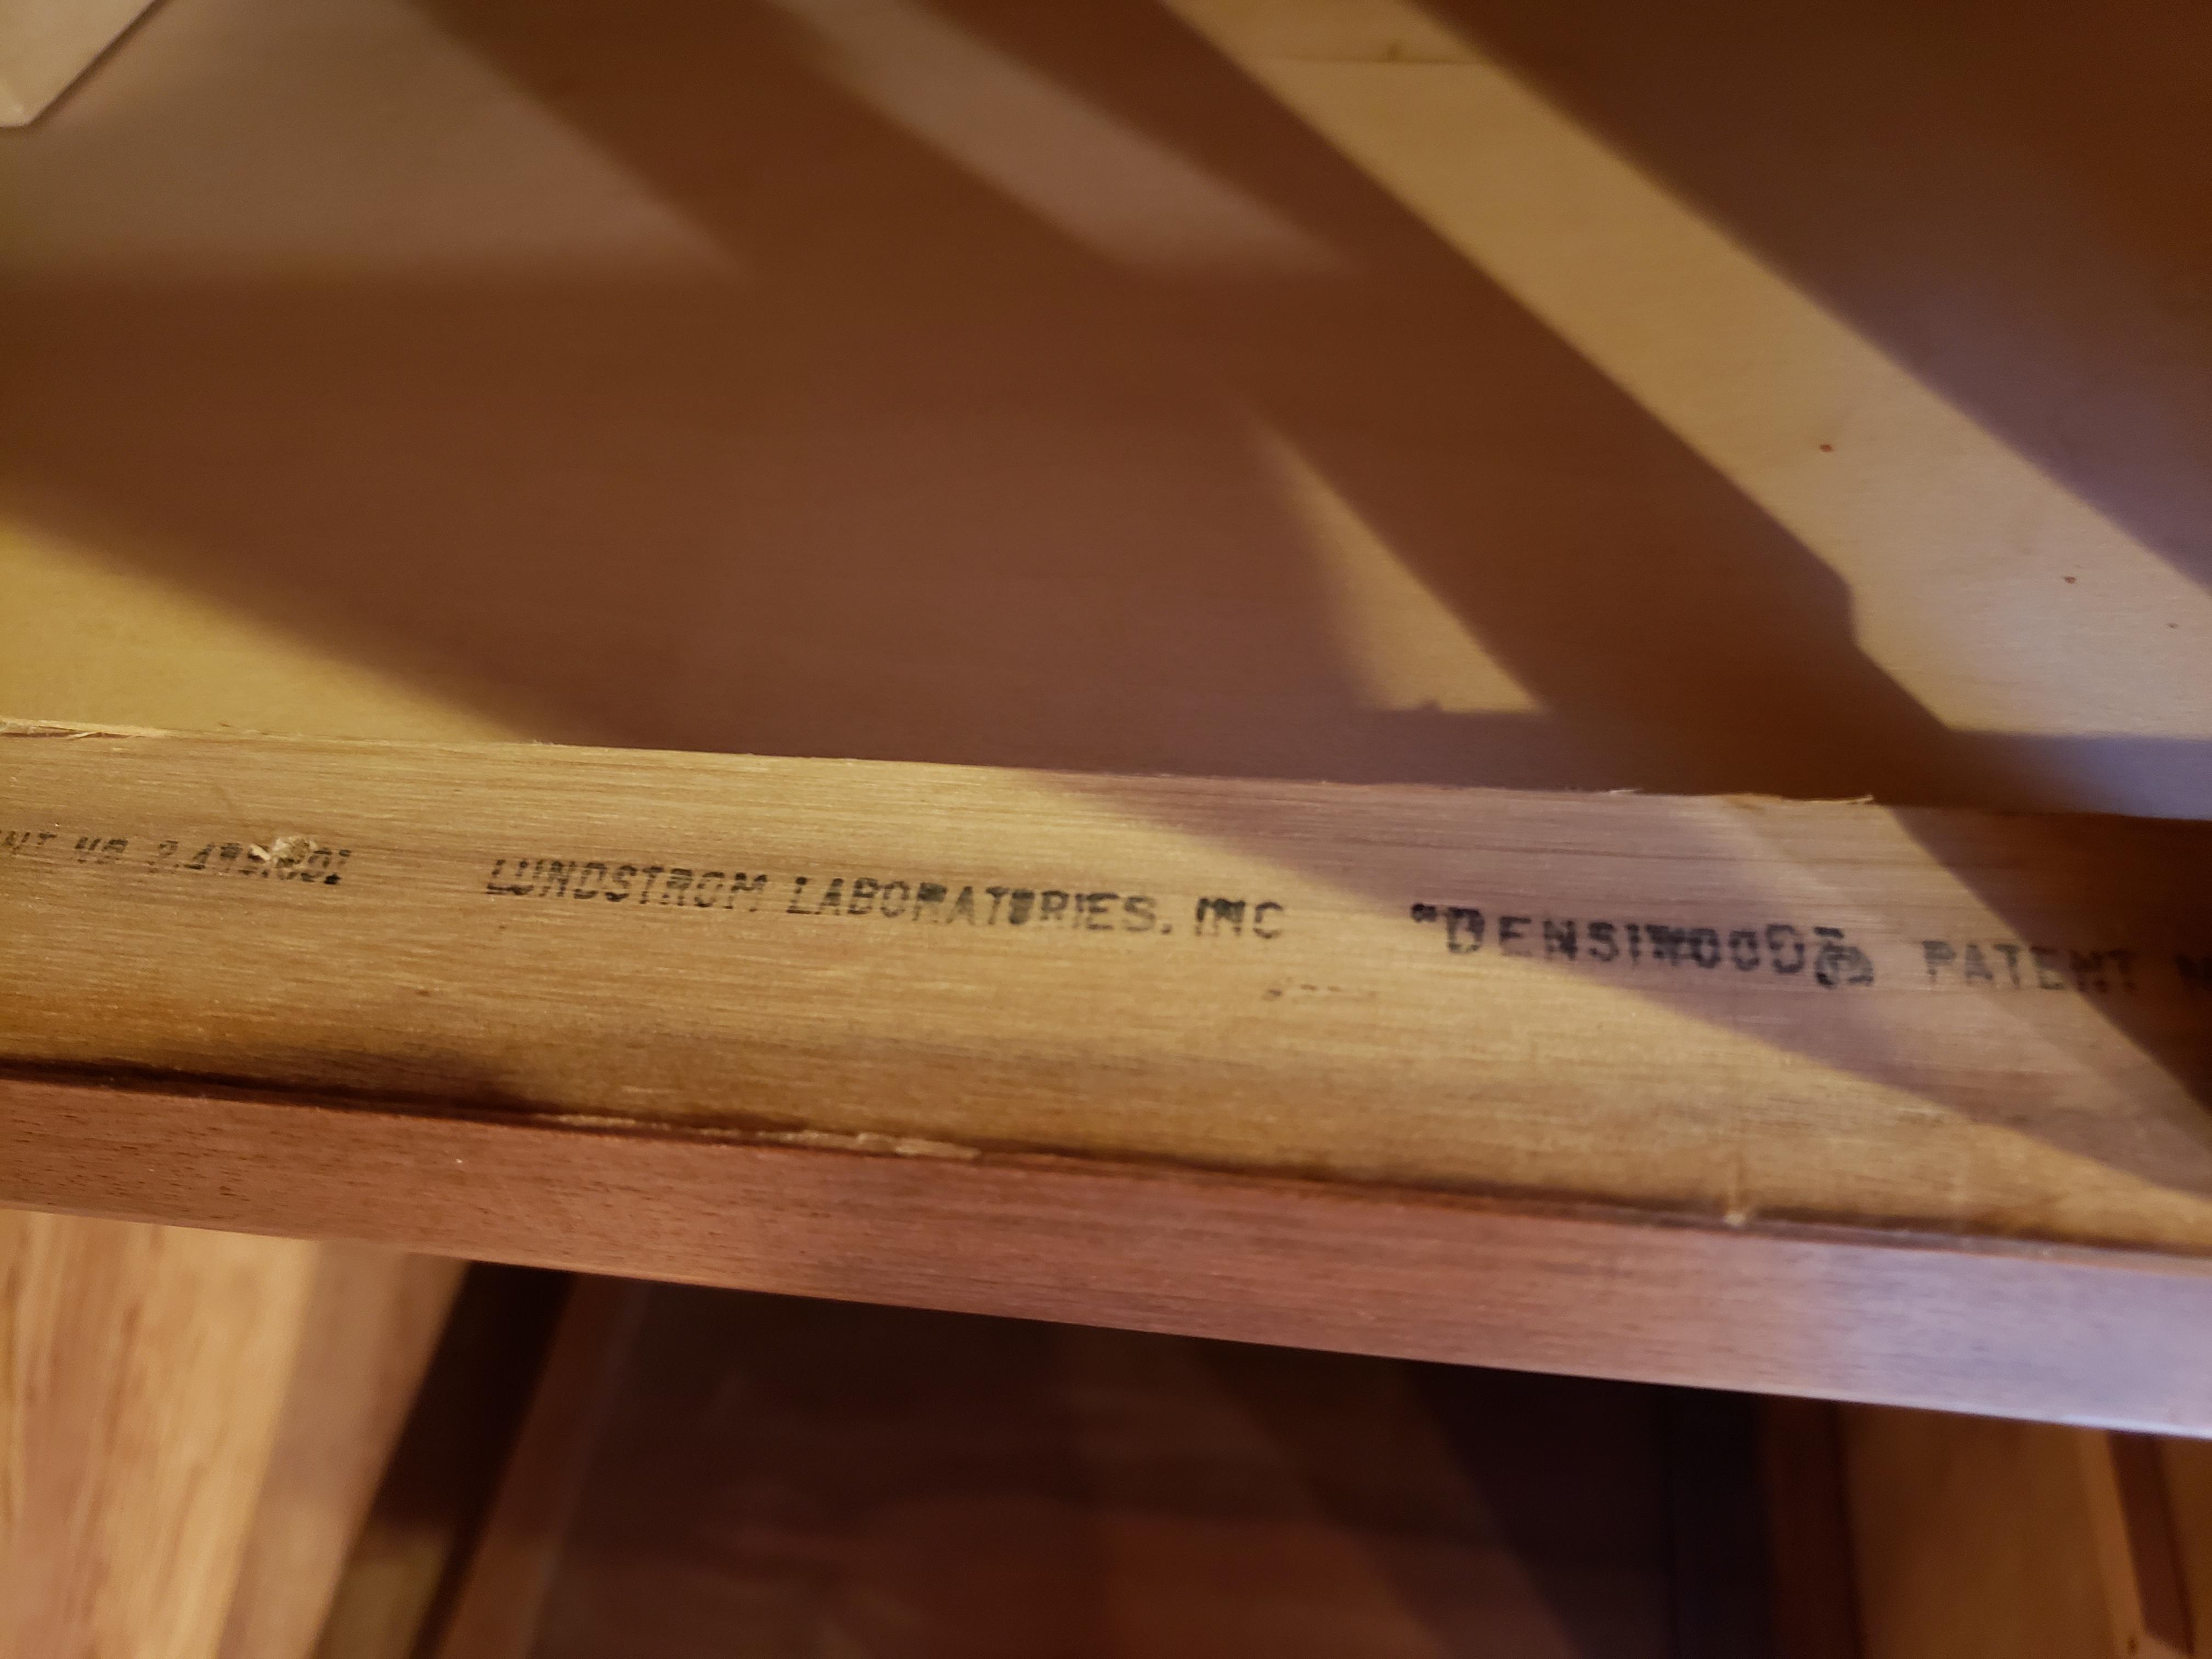 LUNDSTROM LABORATORIES, INC "DENSIWOOD"® PATENT